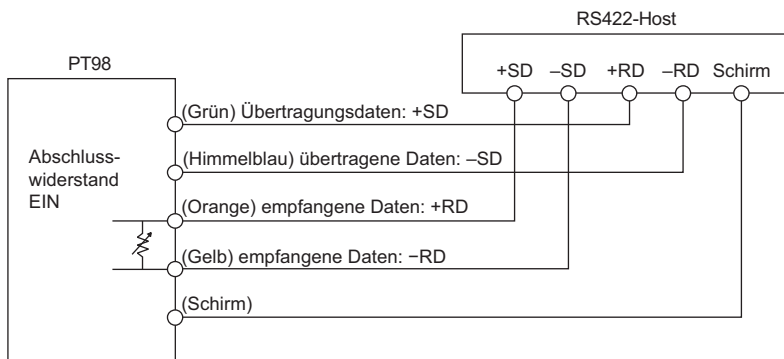 RS422-Host
PT98
+SD –SD +RD –RD Schirm
(Grün) Übertragungsdaten: +SD
(Himmelblau) übertragene Daten: –SD
Abschluss-
widerstand
EIN
(Orange) empfangene Daten: +RD
(Gelb) empfangene Daten: −RD
(Schirm)